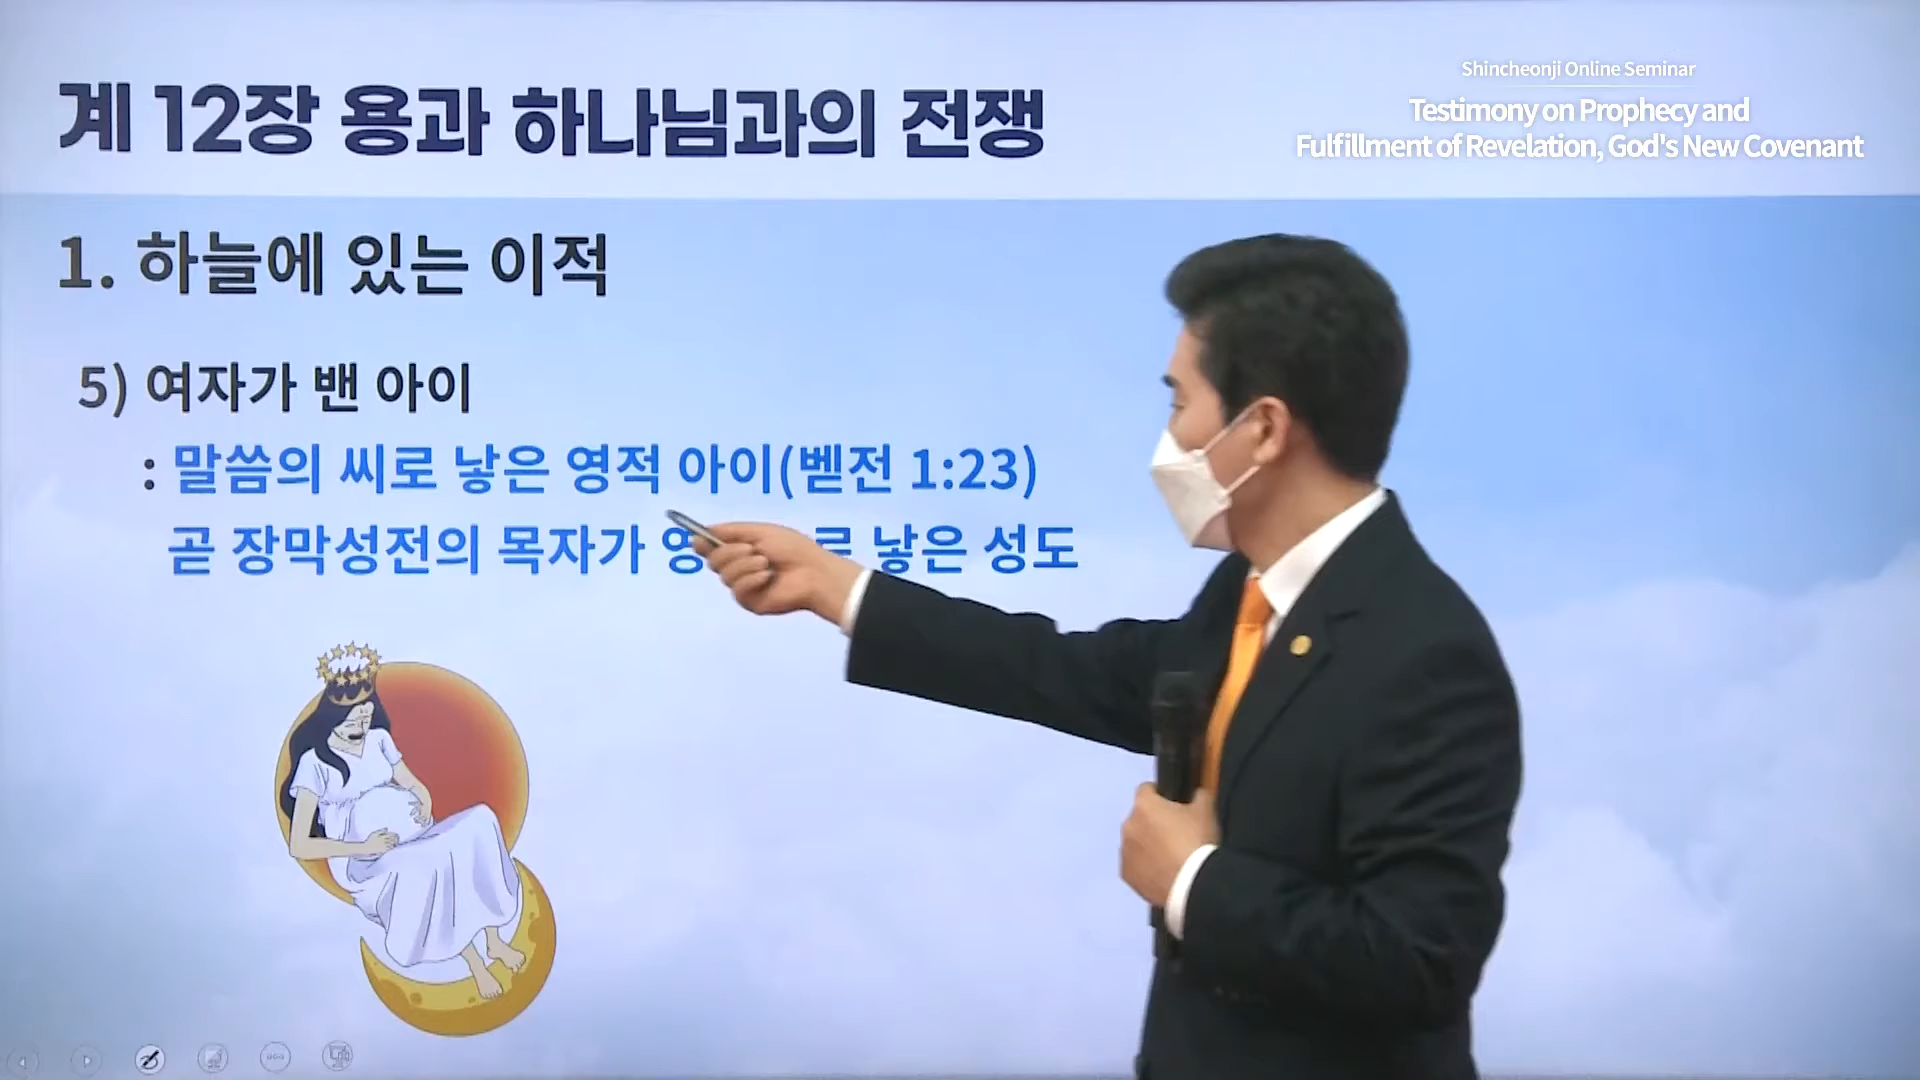 계 12장 용과 하나님과의 전쟁
Shincheonji Online Seminar
Testimony on Prophecy and
Fulfillment of Revelation, God's New Covenant
1. 하늘에 있는 이적
5) 여자가 밴 아이
: 말씀의 씨로 낳은 영적 아이(벧전 1:23)
곧 장막성전의 목자가 낳은 성도